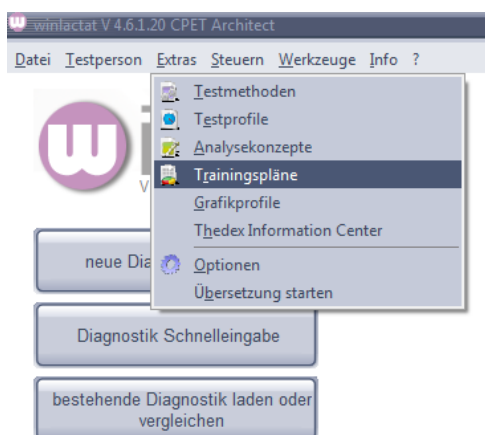 winlactat V 4.6.1.20 CPET Architect
Datei Testperson Extras Steuern Werkzeuge Info ?
Testmethoden
Testprofile
Analysekonzepte
Trainingspläne
Grafikprofile
Thedex Information Center
Optionen
Übersetzung starten
w
V
neue Dia
Diagnostik Schnelleingabe
bestehende Diagnostik laden oder
vergleichen